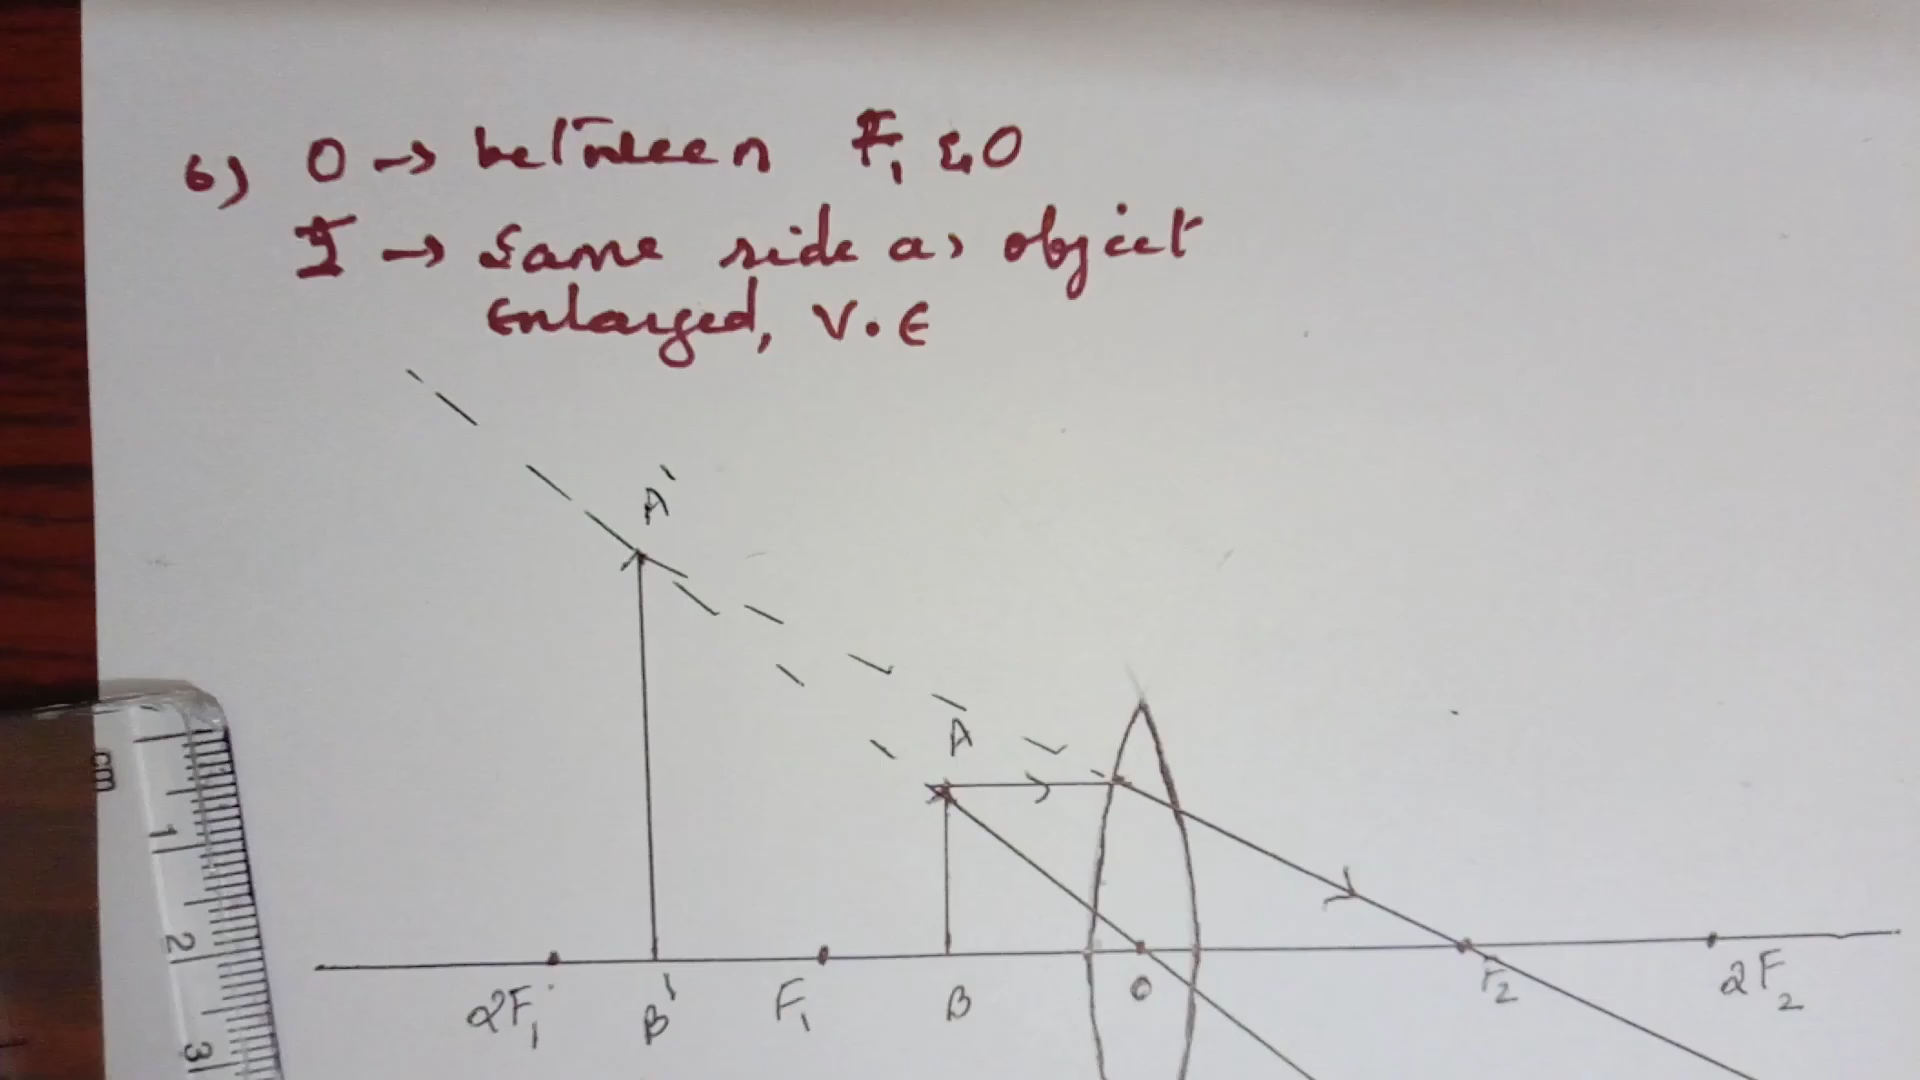 6) O → between F₁ & O
I → Same side as object
Enlarged, V.E
A'
A
2F₁ B' F₁ B O F₂ 2F₂
cm
1
2
3